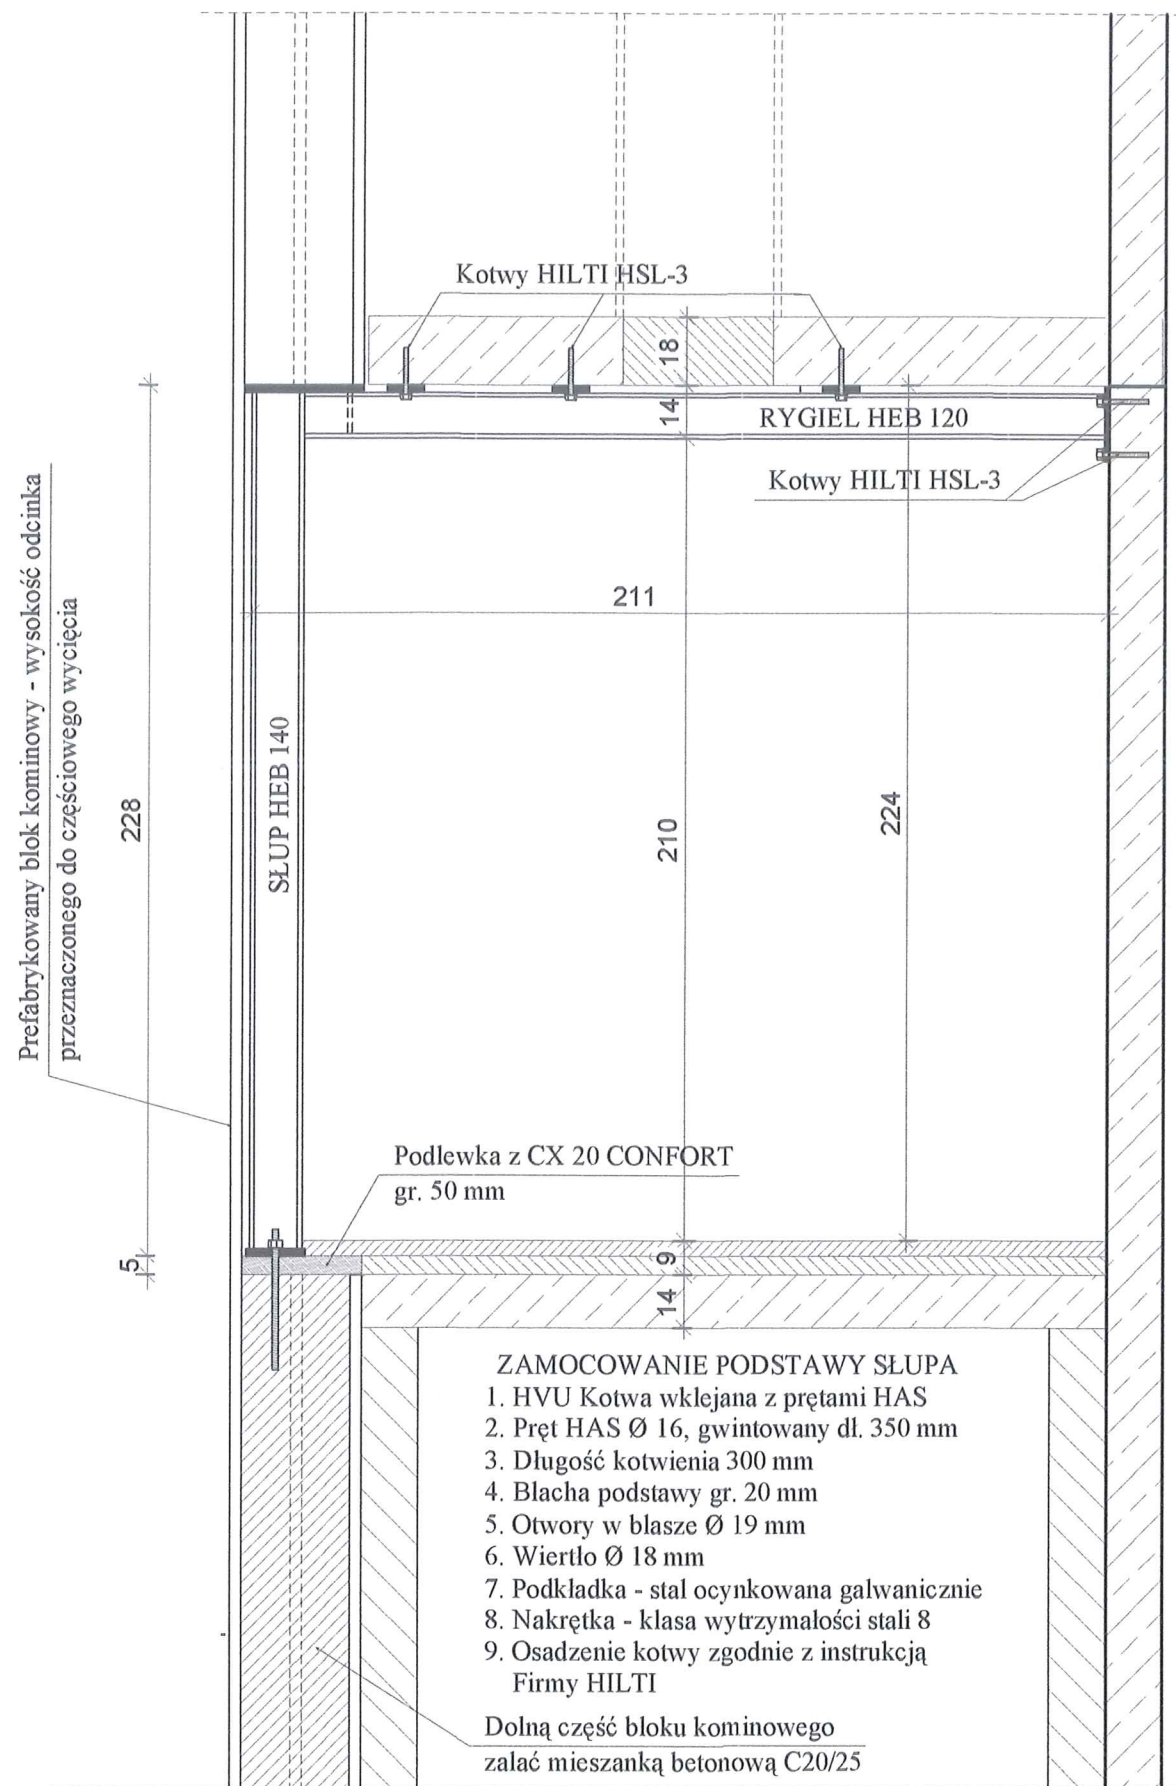 Kotwy HILTI HSL-3
18
14
RYGIEL HEB 120
Kotwy HILTI HSL-3
211
Prefabrykowany blok kominowy - wysokość odcinka
przeznaczonego do częściowego wycięcia
228
SŁUP HEB 140
210
224
Podlewka z CX 20 CONFORT
gr. 50 mm
5
9
14
ZAMOCOWANIE PODSTAWY SŁUPA
1. HVU Kotwa wklejana z prętami HAS
2. Pręt HAS Ø 16, gwintowany dł. 350 mm
3. Długość kotwienia 300 mm
4. Blacha podstawy gr. 20 mm
5. Otwory w blasze Ø 19 mm
6. Wiertło Ø 18 mm
7. Podkładka - stal ocynkowana galwanicznie
8. Nakrętka - klasa wytrzymałości stali 8
9. Osadzenie kotwy zgodnie z instrukcją
Firmy HILTI
Dolną część bloku kominowego
zalać mieszanką betonową C20/25